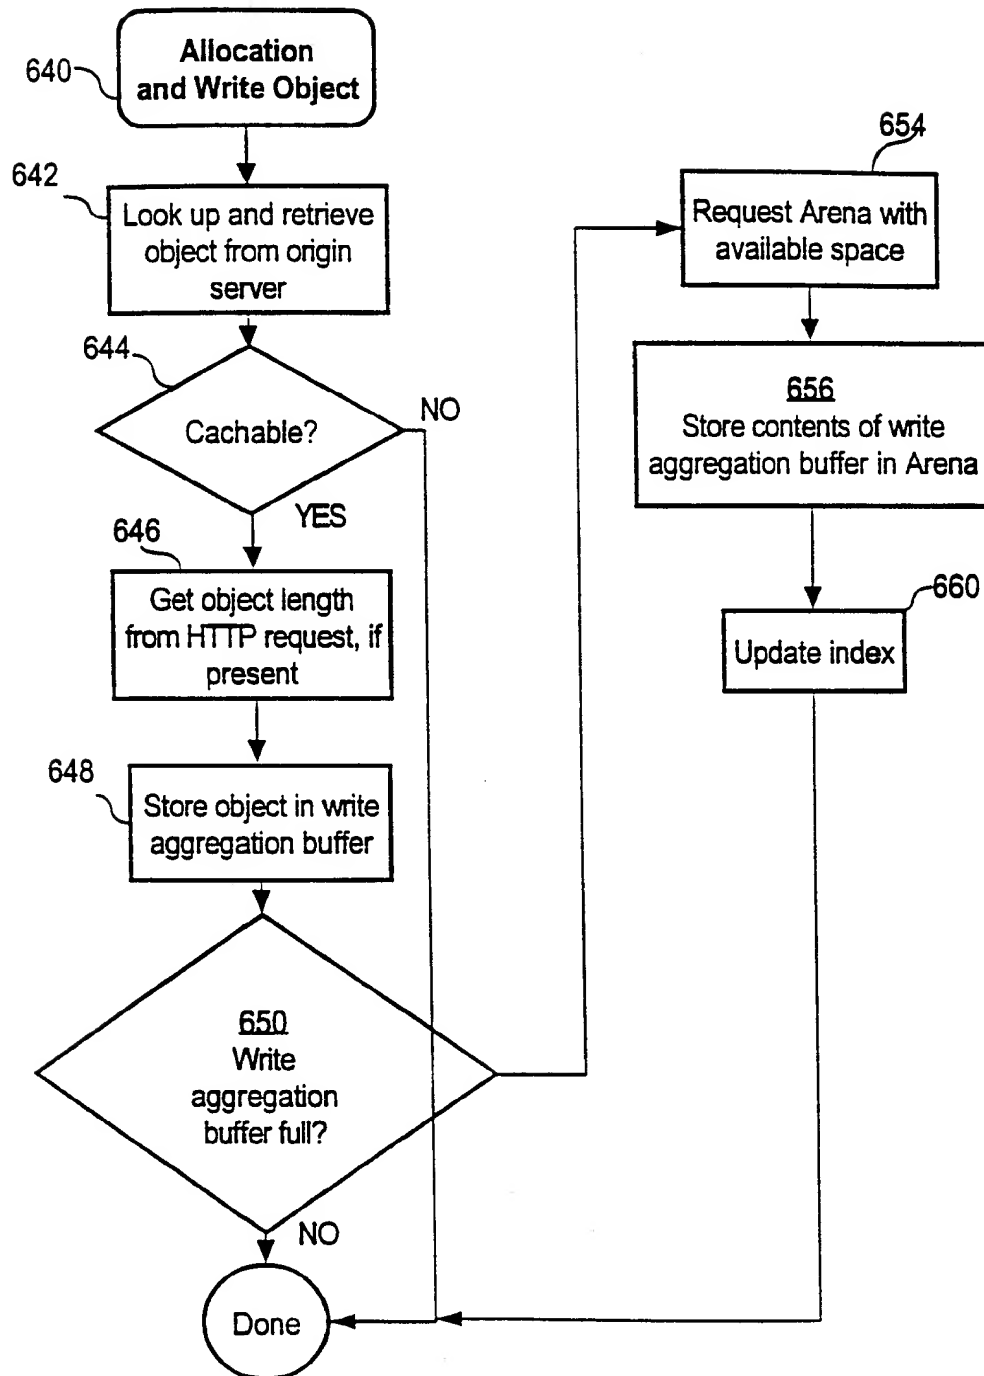 640
Allocation
and Write Object
642
Look up and retrieve
object from origin
server
644
Cachable?
NO
YES
646
Get object length
from HTTP request, if
present
648
Store object in write
aggregation buffer
650
Write
aggregation
buffer full?
NO
Done
654
Request Arena with
available space
656
Store contents of write
aggregation buffer in Arena
660
Update index